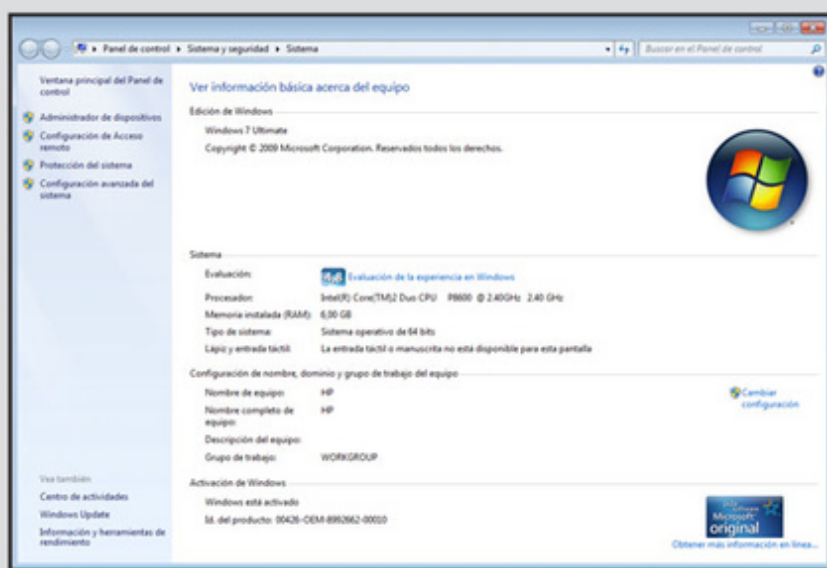 Panel de control ▸ Sistema y seguridad ▸ Sistema
Buscar en el Panel de control
Ventana principal del Panel de
control
Administrador de dispositivos
Configuración de Acceso
remoto
Protección del sistema
Configuración avanzada del
sistema
Ver información básica acerca del equipo
Edición de Windows
Windows 7 Ultimate
Copyright © 2009 Microsoft Corporation. Reservados todos los derechos.
Sistema
Evaluación: Evaluación de la experiencia en Windows
Procesador: Intel(R) Core(TM)2 Duo CPU P8600 @ 2.40GHz 2.40 GHz
Memoria instalada (RAM): 6,00 GB
Tipo de sistema: Sistema operativo de 64 bits
Lápiz y entrada táctil: La entrada táctil o manuscrita no está disponible para esta pantalla
Configuración de nombre, dominio y grupo de trabajo del equipo
Nombre de equipo: HP
Cambiar
configuración
Nombre completo de
equipo: HP
Descripción del equipo:
Grupo de trabajo: WORKGROUP
Activación de Windows
Windows está activado
Id. del producto: 00426-OEM-8992662-00010
Vea también
Centro de actividades
Windows Update
Información y herramientas de
rendimiento
software
Microsoft
original
Obtener más información en línea...